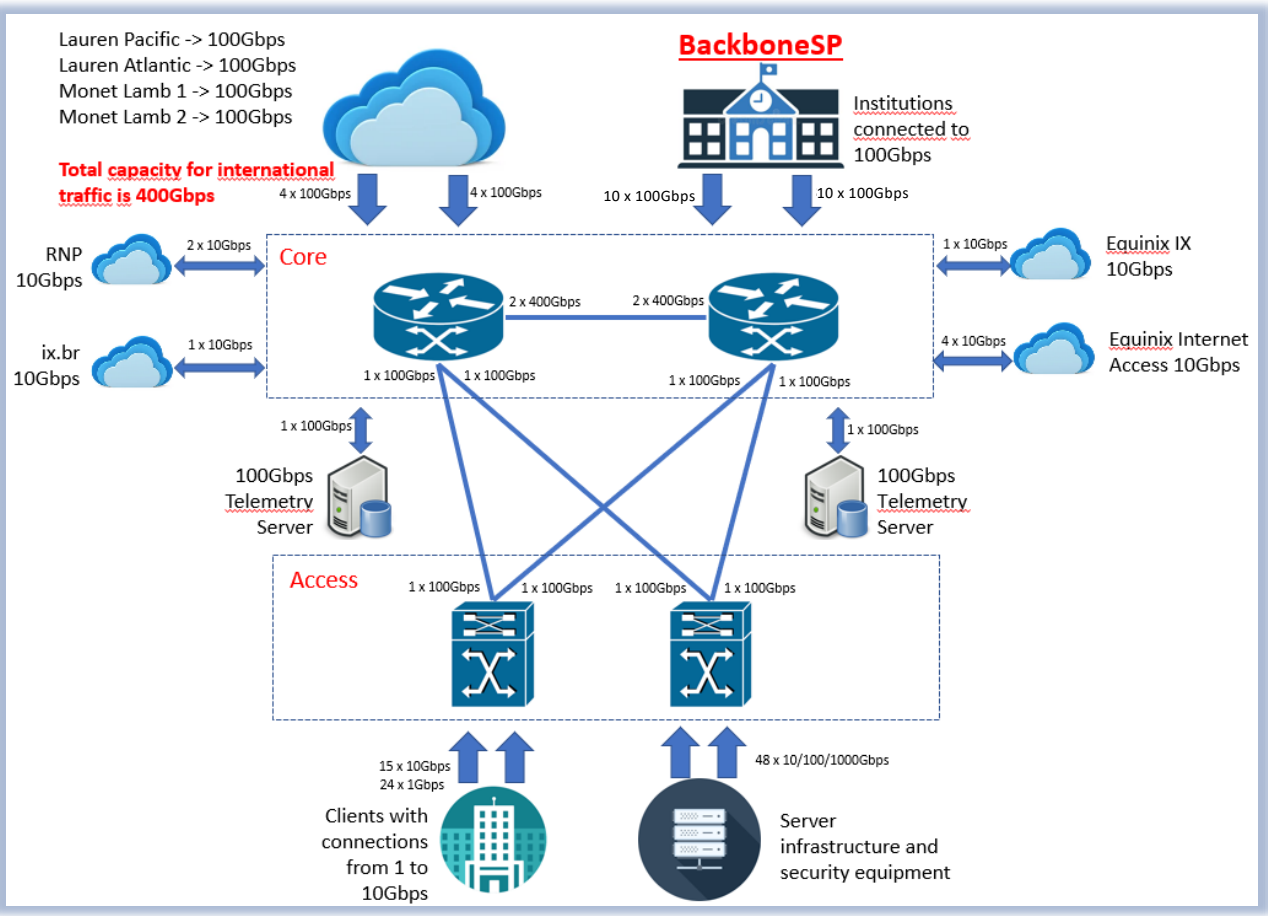 Lauren Pacific -> 100Gbps
Lauren Atlantic -> 100Gbps
Monet Lamb 1 -> 100Gbps
Monet Lamb 2 -> 100Gbps
Total capacity for international
traffic is 400Gbps
BackboneSP
Institutions
connected to
100Gbps
4 x 100Gbps
4 x 100Gbps
10 x 100Gbps
10 x 100Gbps
RNP
10Gbps
2 x 10Gbps
Core
1 x 10Gbps
Equinix IX
10Gbps
2 x 400Gbps
2 x 400Gbps
ix.br
10Gbps
1 x 10Gbps
4 x 10Gbps
Equinix Internet
Access 10Gbps
1 x 100Gbps
1 x 100Gbps
1 x 100Gbps
1 x 100Gbps
1 x 100Gbps
1 x 100Gbps
100Gbps
Telemetry
Server
100Gbps
Telemetry
Server
Access
1 x 100Gbps
1 x 100Gbps
1 x 100Gbps
1 x 100Gbps
15 x 10Gbps
24 x 1Gbps
48 x 10/100/1000Gbps
Clients with
connections
from 1 to
10Gbps
Server
infrastructure and
security equipment